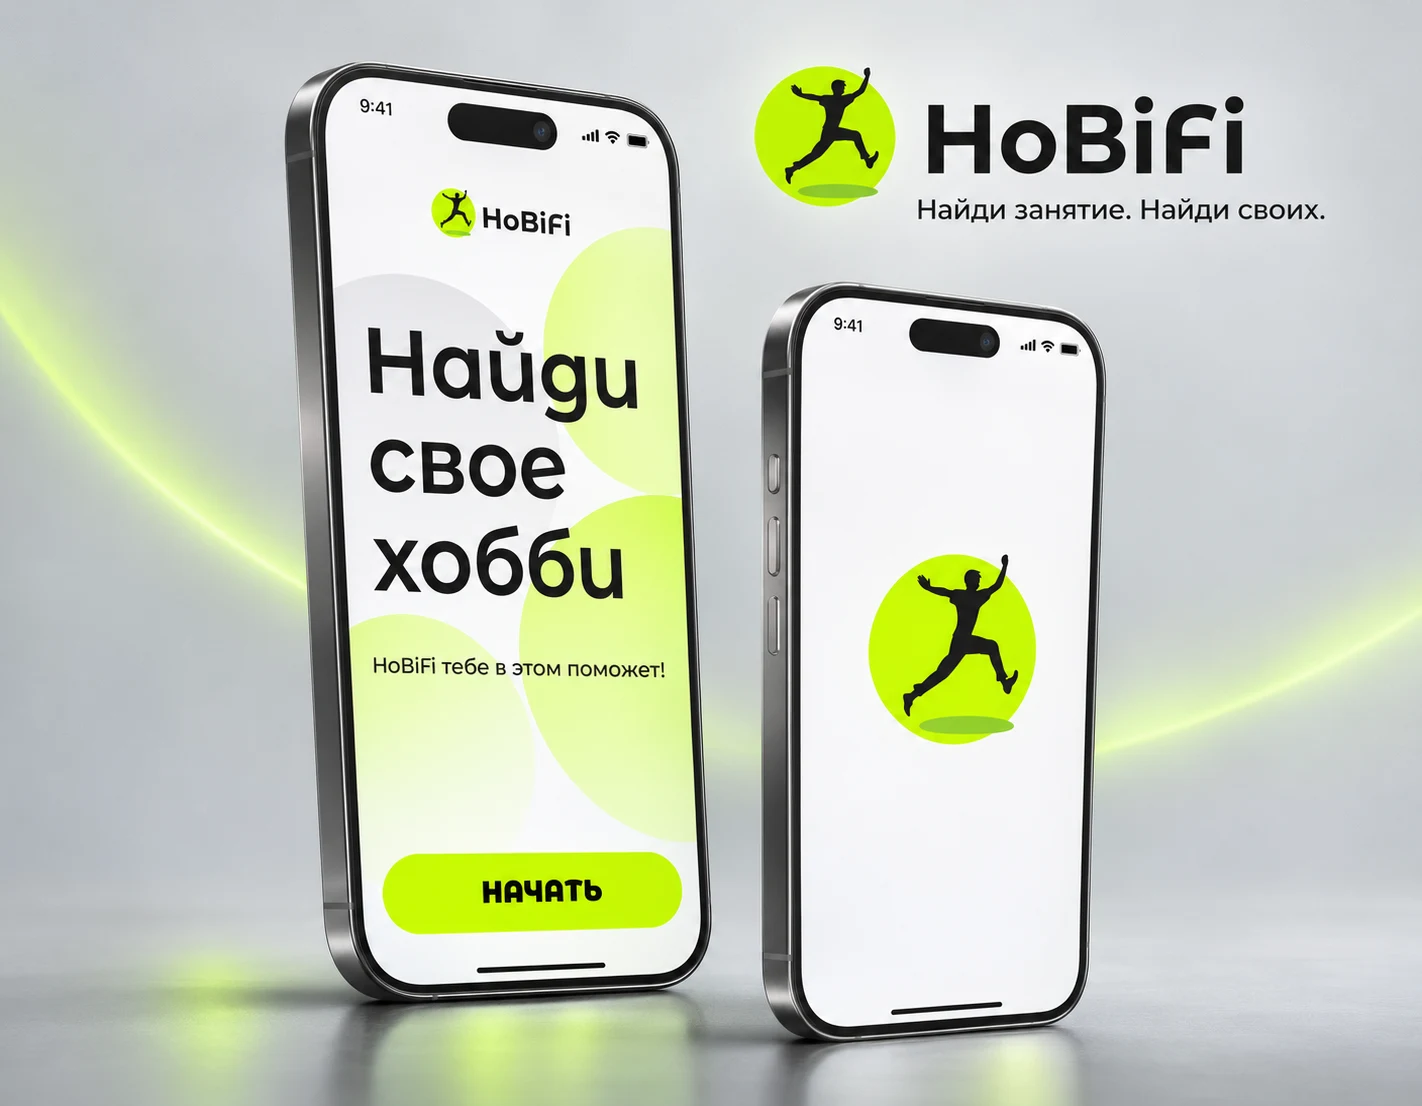 9:41
HoBiFi
Найди
свое
хобби
HoBiFi тебе в этом поможет!
НАЧАТЬ
HoBiFi
Найди занятие. Найди своих.
9:41